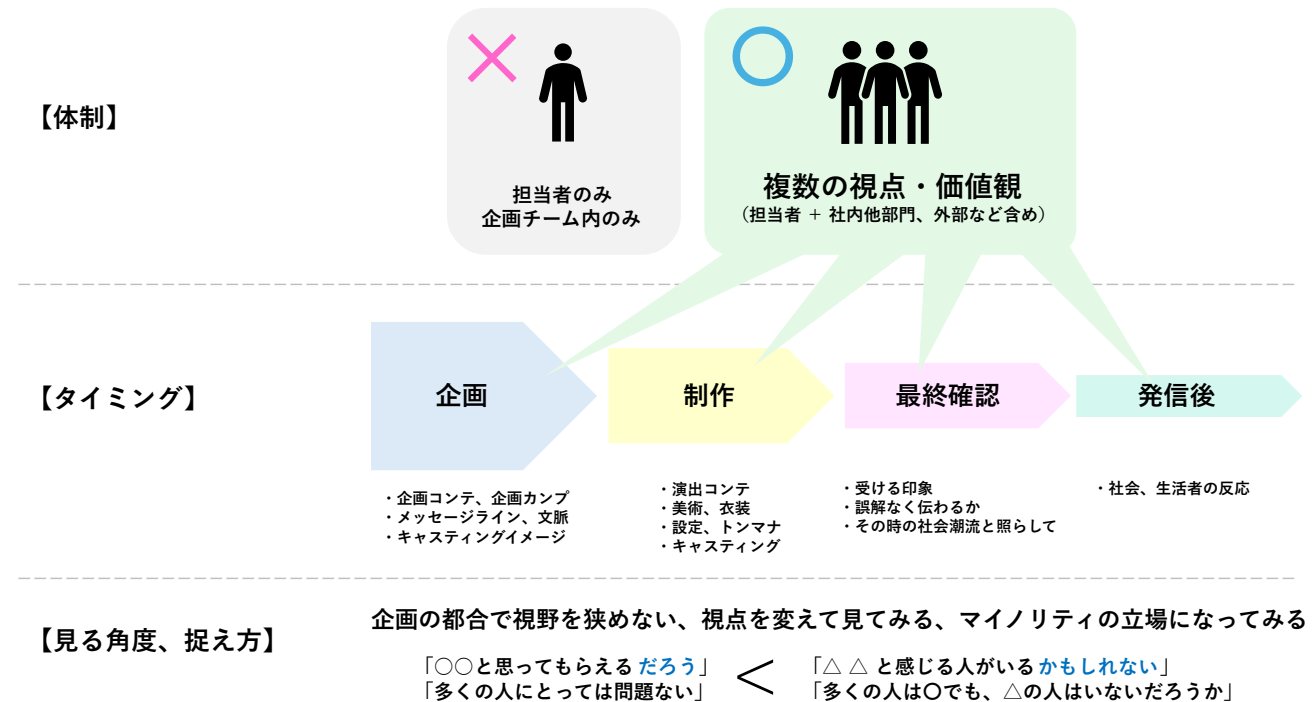 【体制】
担当者のみ
企画チーム内のみ
複数の視点・価値観
（担当者 + 社内他部門、外部など含め）
【タイミング】
企画
制作
最終確認
発信後
・企画コンテ、企画カンプ
・メッセージライン、文脈
・キャスティングイメージ
・演出コンテ
・美術、衣装
・設定、トンマナ
・キャスティング
・受ける印象
・誤解なく伝わるか
・その時の社会潮流と照らして
・社会、生活者の反応
【見る角度、捉え方】
企画の都合で視野を狭めない、視点を変えて見てみる、マイノリティの立場になってみる
「○○と思ってもらえる だろう」
「多くの人にとっては問題ない」
＜
「△ △ と感じる人がいる かもしれない」
「多くの人は〇でも、△の人はいないだろうか」